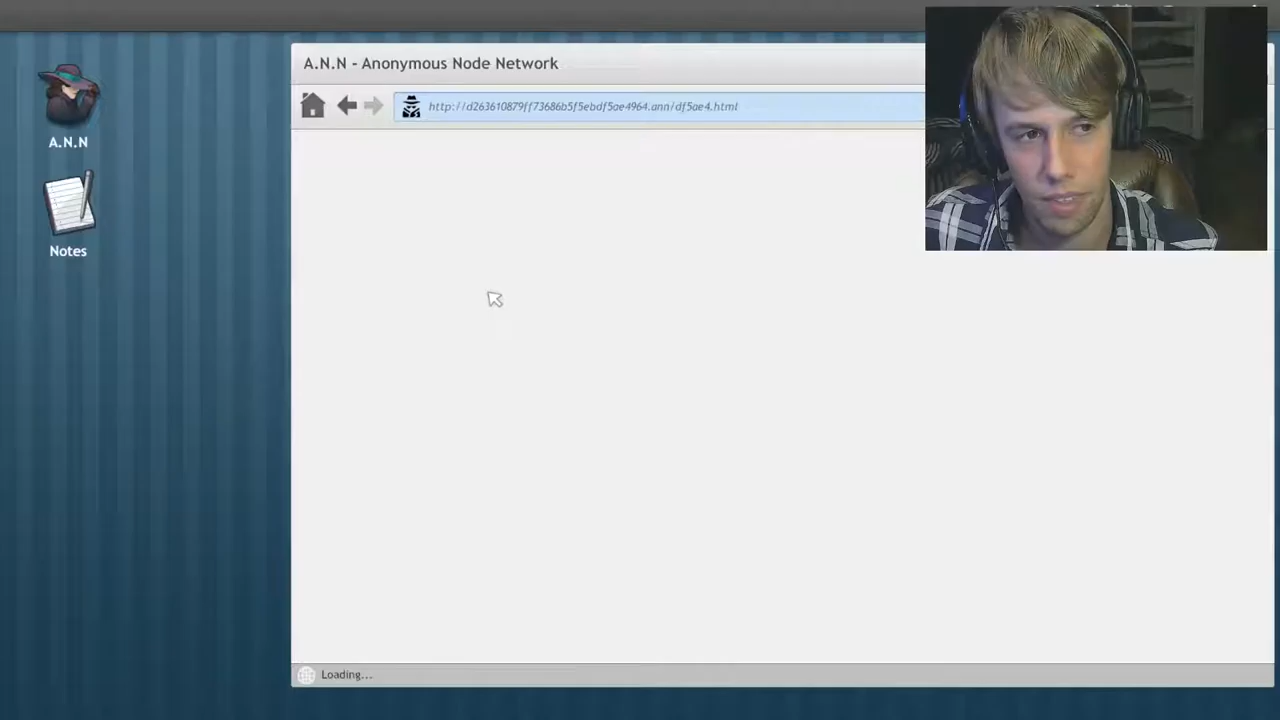 A.N.N - Anonymous Node Network
http://d263610879ff73686b5f5ebdf5ae4964.ann/df5ae4.html
A.N.N
Notes
Loading...